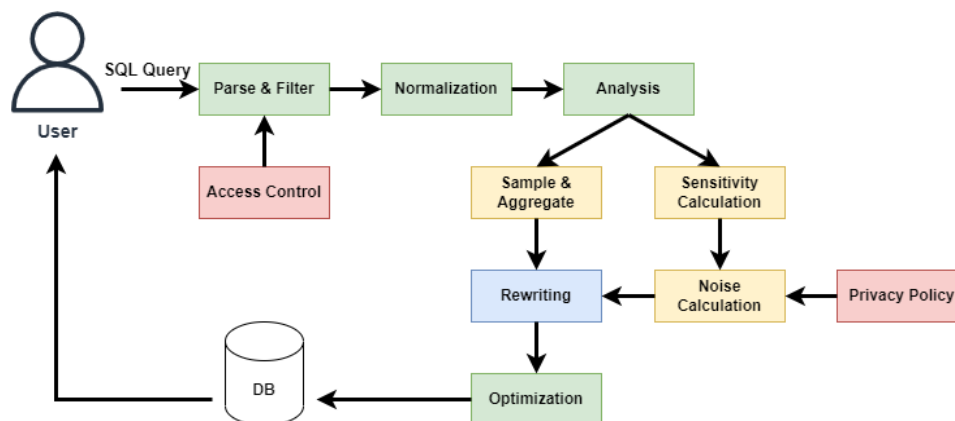 SQL Query
Parse & Filter
Normalization
Analysis
User
Access Control
Sample &
Aggregate
Sensitivity
Calculation
Rewriting
Noise
Calculation
Privacy Policy
DB
Optimization